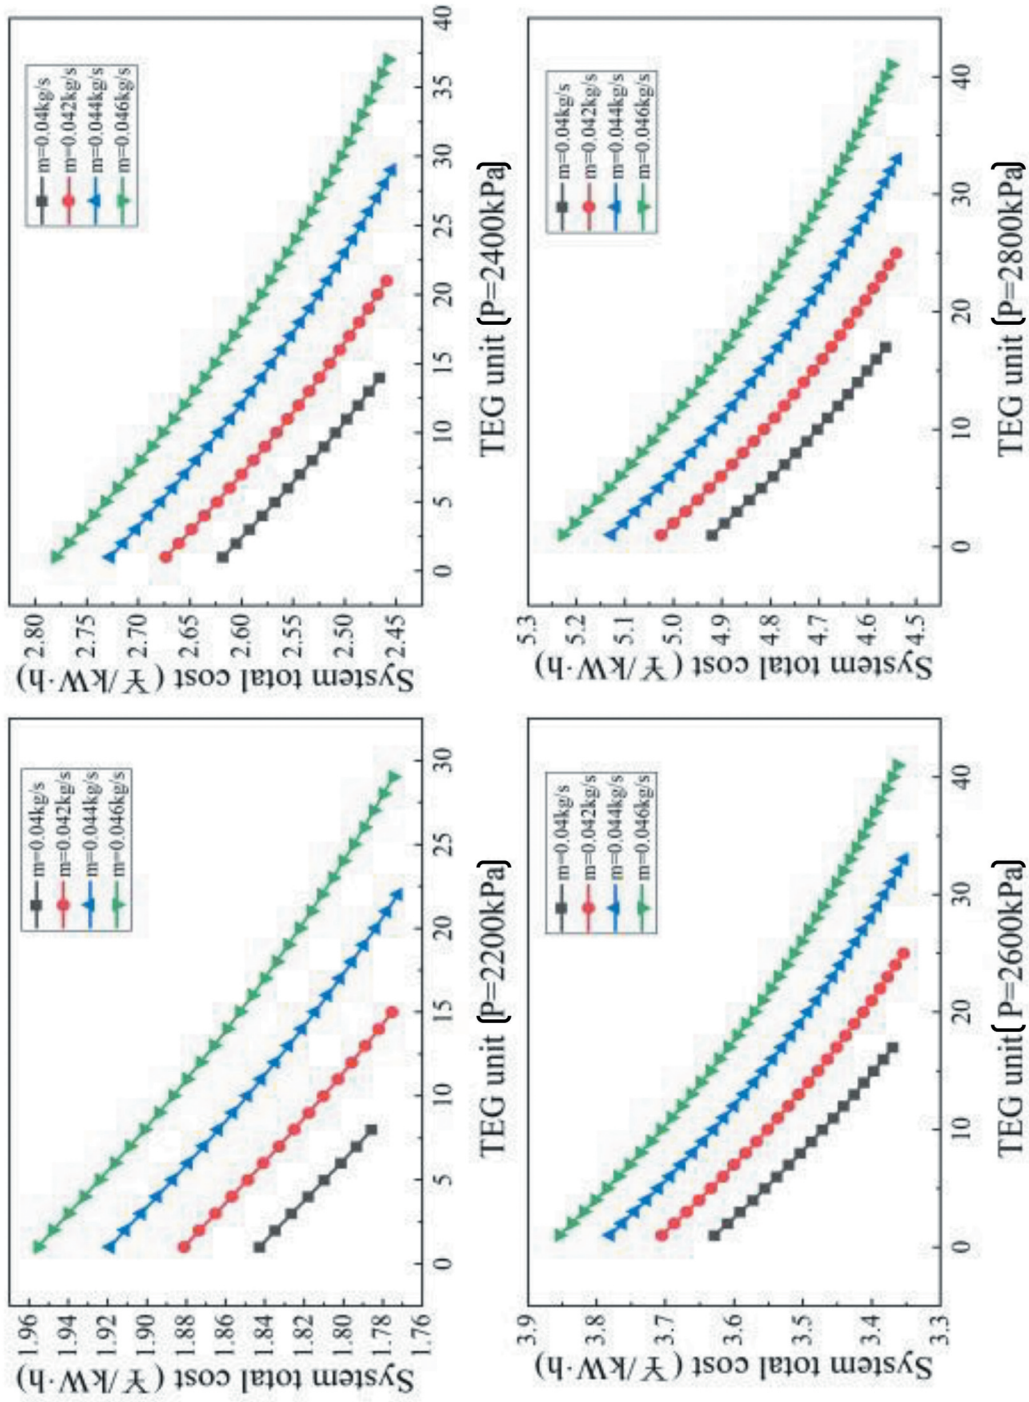 System total cost (¥/kW·h)
1.96
1.94
1.92
1.90
1.88
1.86
1.84
1.82
1.80
1.78
1.76
m=0.04kg/s
m=0.042kg/s
m=0.044kg/s
m=0.046kg/s
0 5 10 15 20 25 30
TEG unit (P=2200kPa)
System total cost (¥/kW·h)
2.80
2.75
2.70
2.65
2.60
2.55
2.50
2.45
m=0.04kg/s
m=0.042kg/s
m=0.044kg/s
m=0.046kg/s
0 5 10 15 20 25 30 35 40
TEG unit (P=2400kPa)
System total cost (¥/kW·h)
3.9
3.8
3.7
3.6
3.5
3.4
3.3
m=0.04kg/s
m=0.042kg/s
m=0.044kg/s
m=0.046kg/s
0 10 20 30 40
TEG unit( P=2600kPa)
System total cost (¥/kW·h)
5.3
5.2
5.1
5.0
4.9
4.8
4.7
4.6
4.5
m=0.04kg/s
m=0.042kg/s
m=0.044kg/s
m=0.046kg/s
0 10 20 30 40
TEG unit (P=2800kPa)